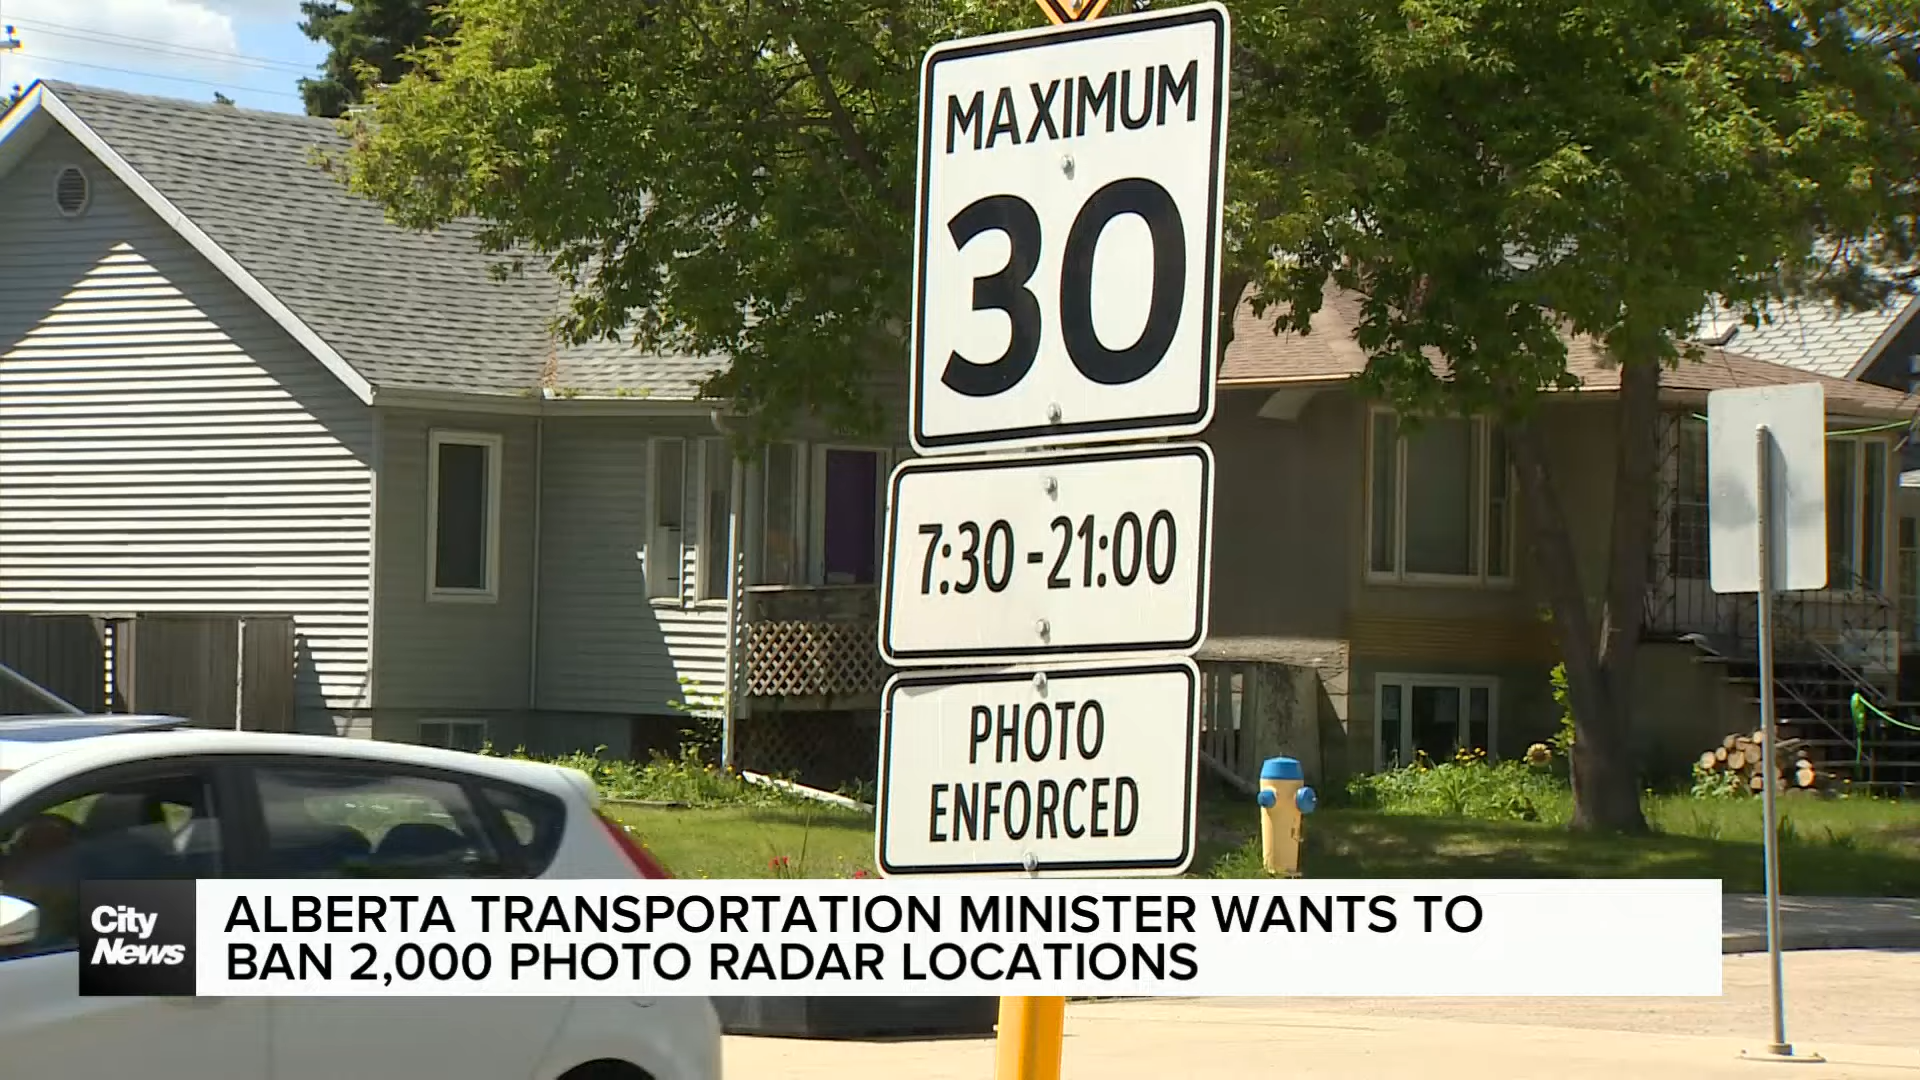 MAXIMUM
30
7:30 - 21:00
PHOTO
ENFORCED
City
News
ALBERTA TRANSPORTATION MINISTER WANTS TO
BAN 2,000 PHOTO RADAR LOCATIONS